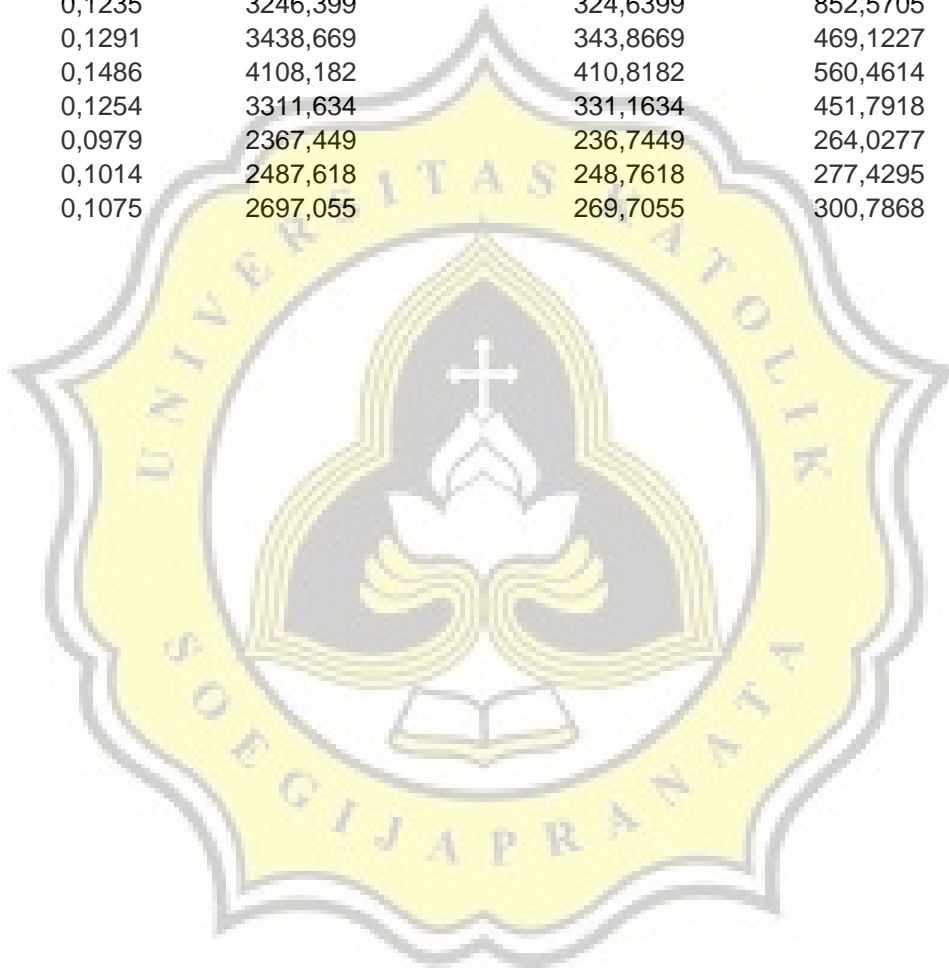 0,1235 3246,399 324,6399 852,5705
0,1291 3438,669 343,8669 469,1227
0,1486 4108,182 410,8182 560,4614
0,1254 3311,634 331,1634 451,7918
0,0979 2367,449 236,7449 264,0277
0,1014 2487,618 248,7618 277,4295
0,1075 2697,055 269,7055 300,7868
UNIVERSITAS KATOLIK
SOEGIJAPRANATA